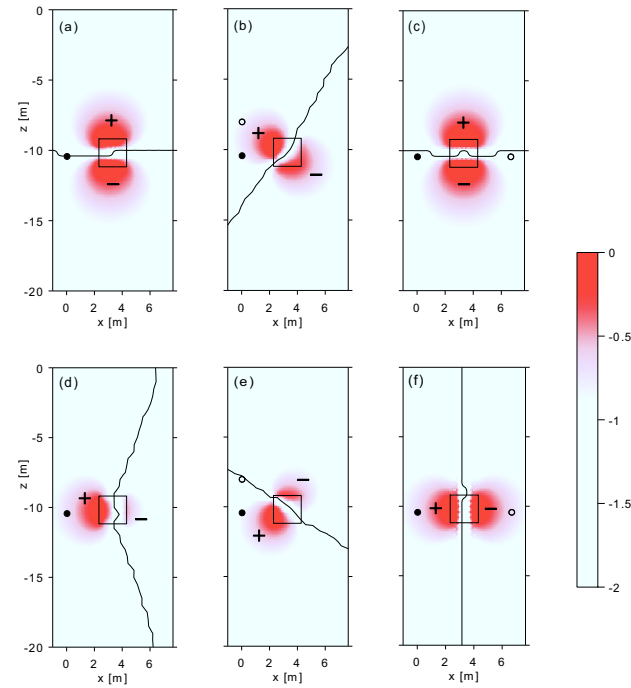 0
(a)
(b)
(c)
-5
+
+
+
z [m]
-10
−
−
−
-15
-20
0 2 4 6
0 2 4 6
0 2 4 6
x [m]
x [m]
x [m]
0
-0.5
-1
-1.5
-2
0
(d)
(e)
(f)
-5
z [m]
+
−
-10
−
+
+
−
-15
-20
0 2 4 6
0 2 4 6
0 2 4 6
x [m]
x [m]
x [m]